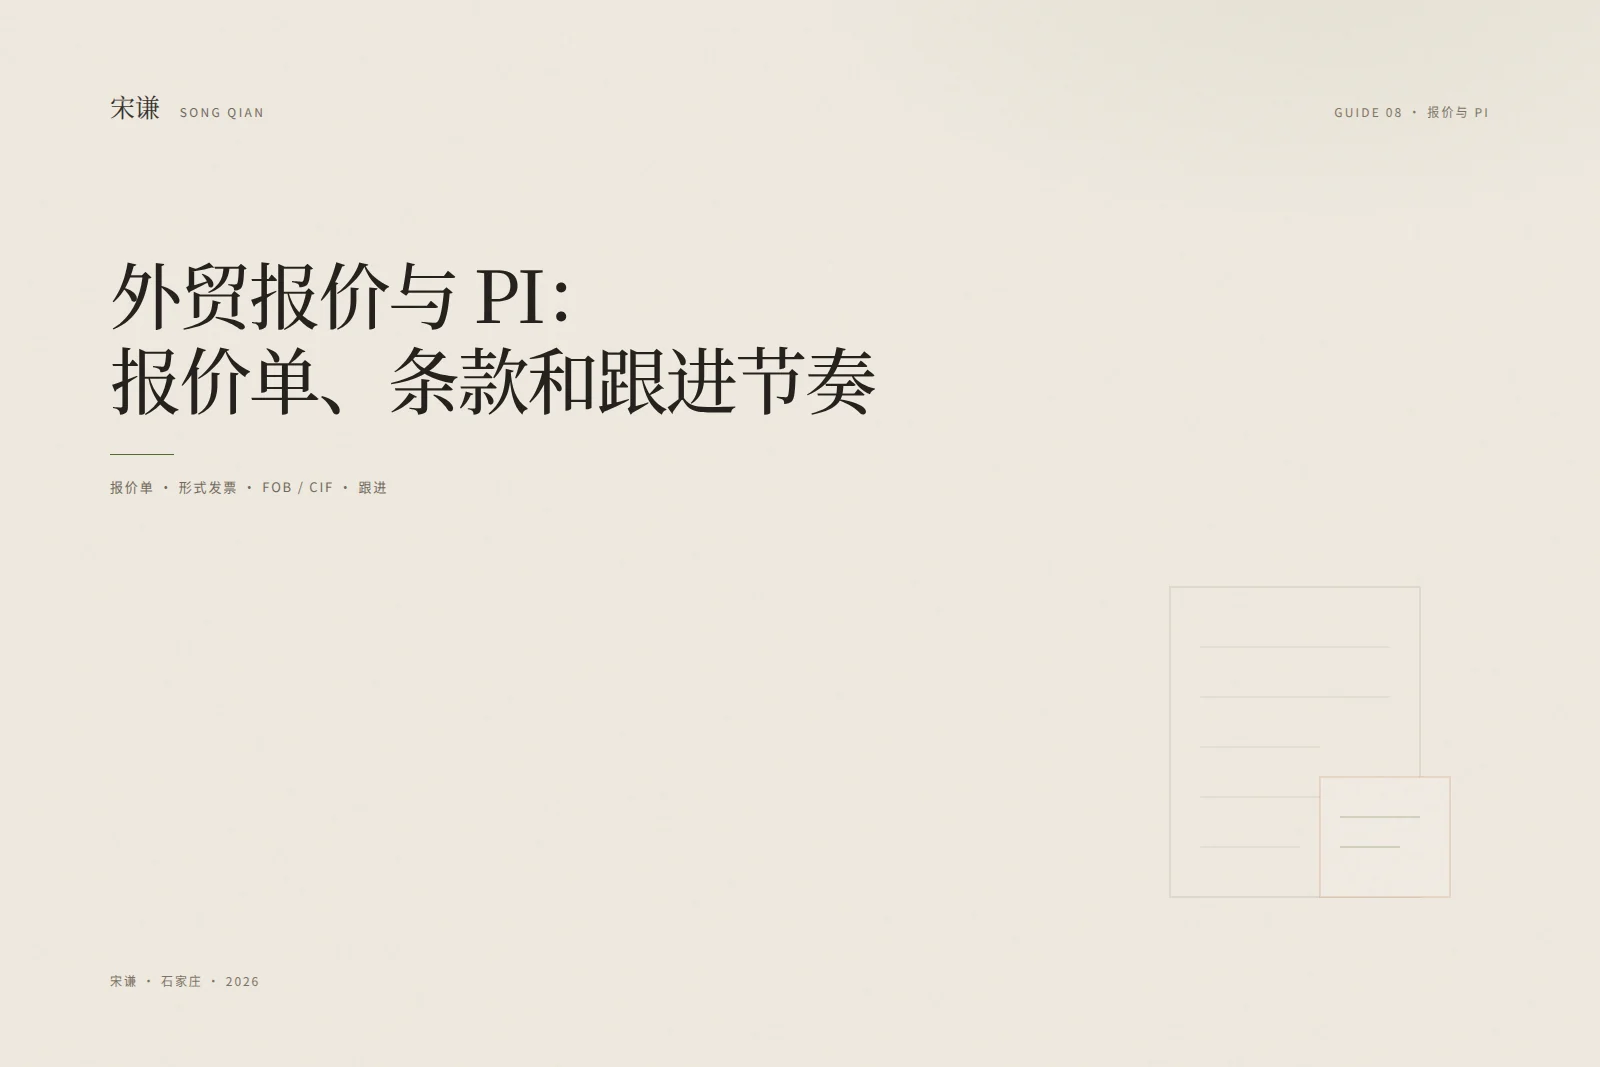 宋谦 SONG QIAN
GUIDE 08 · 报价与 PI
外贸报价与 PI：
报价单、条款和跟进节奏
报价单 · 形式发票 · FOB / CIF · 跟进
宋谦 · 石家庄 · 2026